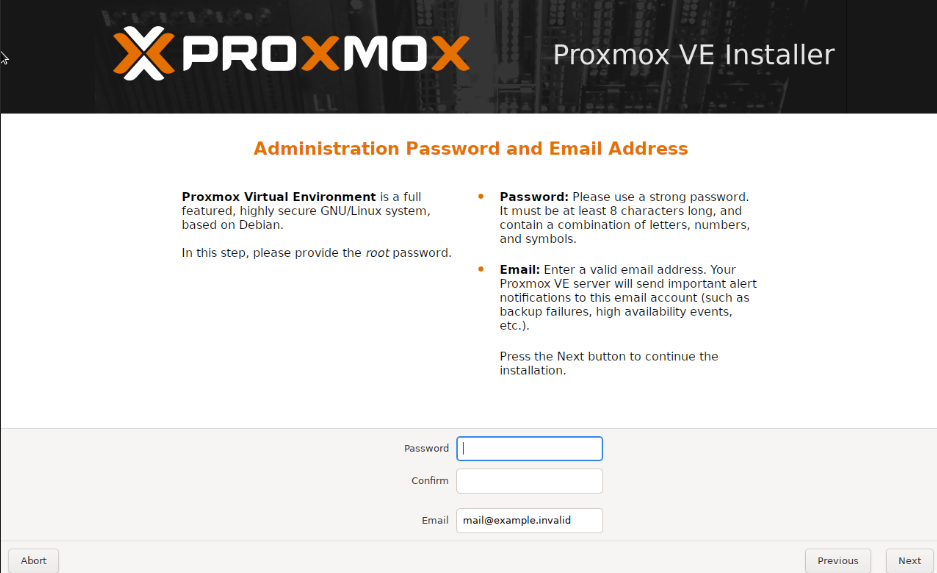 PROXMOX
Proxmox VE Installer
Administration Password and Email Address
Proxmox Virtual Environment is a full
featured, highly secure GNU/Linux system,
based on Debian.
In this step, please provide the root password.
Password: Please use a strong password.
It must be at least 8 characters long, and
contain a combination of letters, numbers,
and symbols.
Email: Enter a valid email address. Your
Proxmox VE server will send important alert
notifications to this email account (such as
backup failures, high availability events,
etc.).
Press the Next button to continue the
installation.
Password
Confirm
Email mail@example.invalid
Abort Previous Next